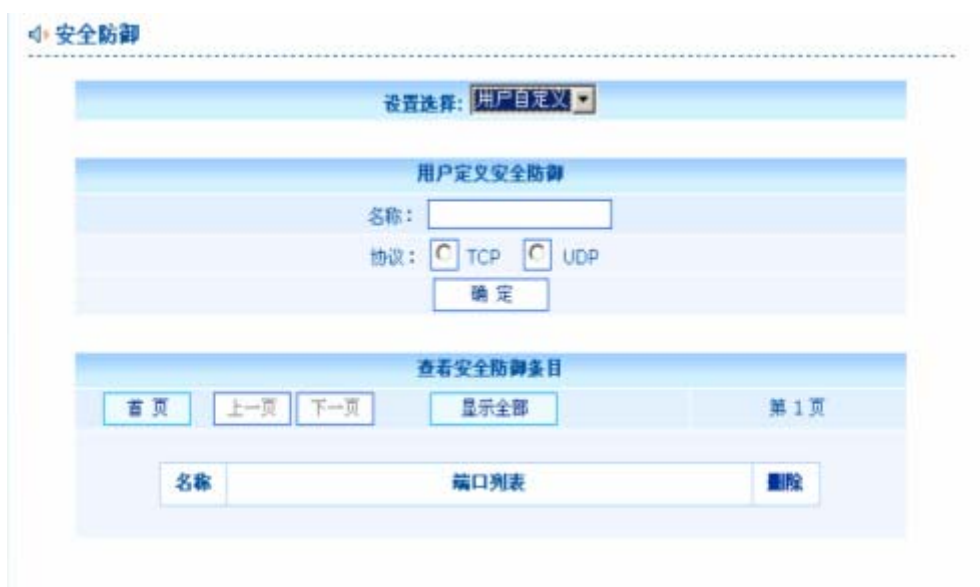 安全防御
设置选择: 用户自定义
用户定义安全防御
名称：
协议： TCP UDP
确 定
查看安全防御条目
首 页 上一页 下一页 显示全部 第 1 页
名称 端口列表 删除